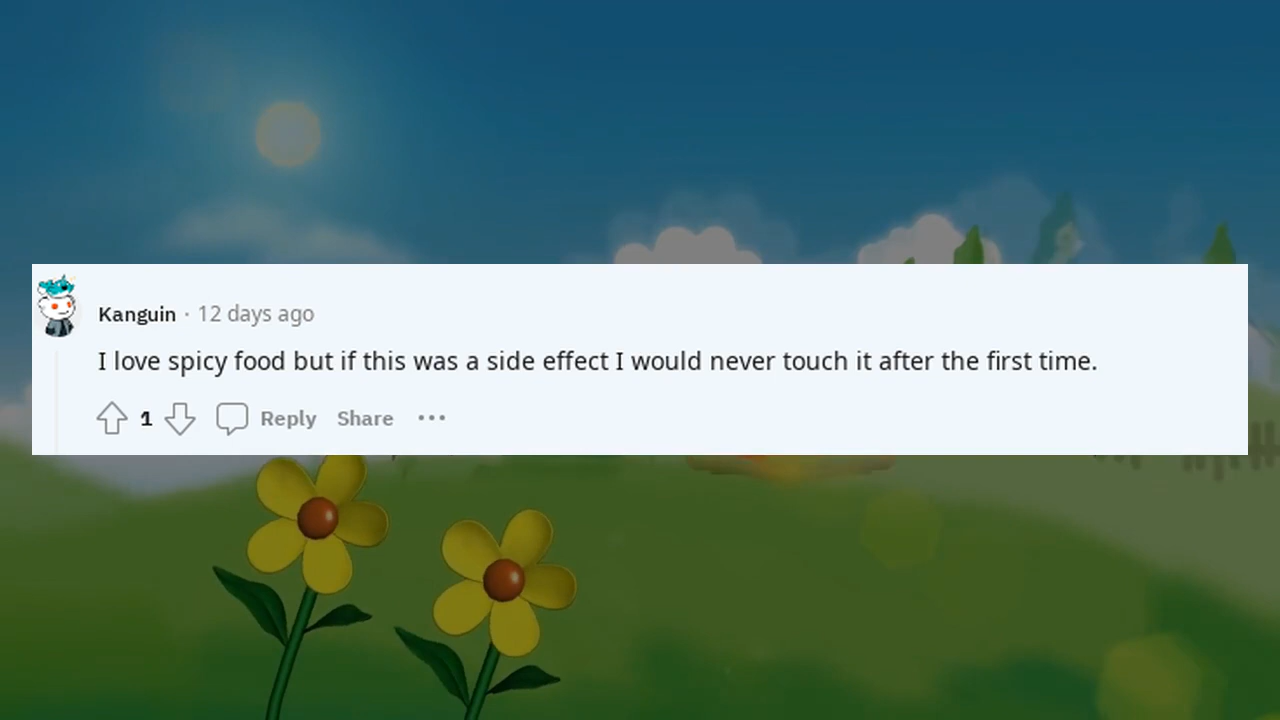 Kanguin · 12 days ago
I love spicy food but if this was a side effect I would never touch it after the first time.
1 Reply Share ···